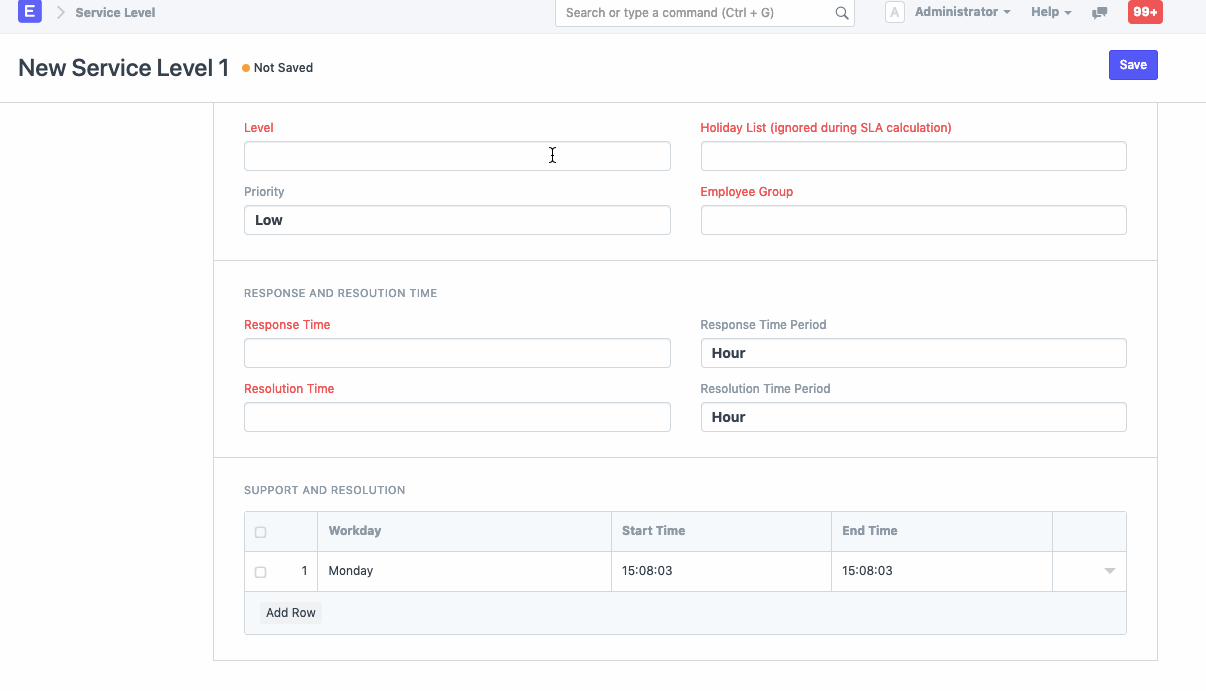 E Service Level Search or type a command (Ctrl + G) A Administrator Help 99+
New Service Level 1 Not Saved Save
Level Holiday List (ignored during SLA calculation)
Priority Employee Group
Low
RESPONSE AND RESOUTION TIME
Response Time Response Time Period
Hour
Resolution Time Resolution Time Period
Hour
SUPPORT AND RESOLUTION
Workday Start Time End Time
1 Monday 15:08:03 15:08:03
Add Row